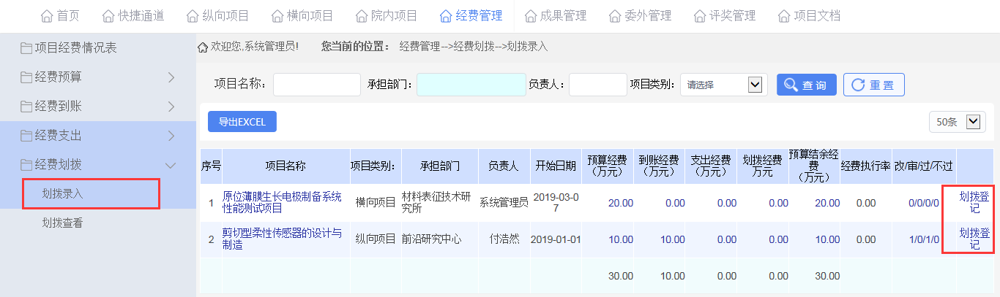 首页 快捷通道 纵向项目 横向项目 院内项目 经费管理 成果管理 委外管理 评奖管理 项目文档
项目经费情况表
经费预算
经费到账
经费支出
经费划拨
划拨录入
划拨查看
欢迎您,系统管理员! 您当前的位置： 经费管理-->经费划拨-->划拨录入
项目名称： 承担部门： 负责人： 项目类别： 请选择 查 询 重 置
导出EXCEL 50条
序号 项目名称 项目类别： 承担部门 负责人 开始日期 预算经费（万元） 到账经费（万元） 支出经费（万元） 划拨经费万元 预算结余经费（万元） 经费执行率 改/审/过/不过
1 原位薄膜生长电极制备系统性能测试项目 横向项目 材料表征技术研究所 系统管理员 2019-03-07 20.00 0.00 0.00 0.00 20.00 0.00 0/0/0/0 划拨登记
2 剪切型柔性传感器的设计与制造 纵向项目 前沿研究中心 付浩然 2019-01-01 10.00 10.00 0.00 0.00 10.00 0.00 1/0/1/0 划拨登记
30.00 10.00 0.00 0.00 30.00